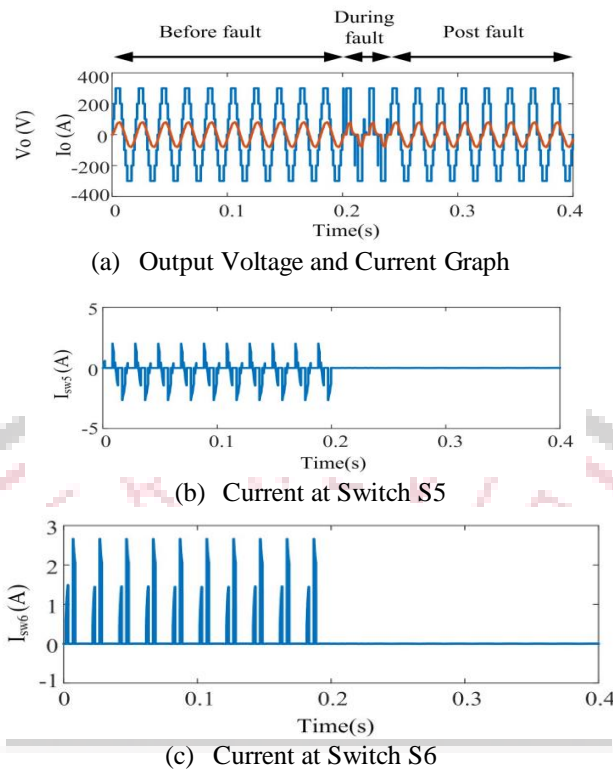 Before fault
During
fault
Post fault
Vo (V)
Io (A)
400
200
0
-200
-400
0
0.1
0.2
0.3
0.4
Time(s)
(a) Output Voltage and Current Graph
Isw5(A)
5
0
-5
0
0.1
0.2
0.3
0.4
Time(s)
(b) Current at Switch S5
Isw6(A)
3
2
1
0
-1
0
0.1
0.2
0.3
0.4
Time(s)
(c) Current at Switch S6